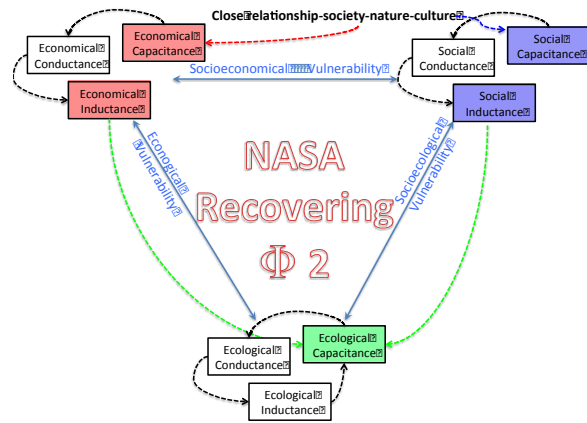 Close relationship-society-nature-culture
Economical
Capacitance
Economical
Conductance
Social
Conductance
Social
Capacitance
Socioeconomical Vulnerability
Economical
Inductance
Social
Inductance
Econogical
Vulnerability
Socioecological
Vulnerability
NASA
Recovering
Φ 2
Ecological
Conductance
Ecological
Capacitance
Ecological
Inductance